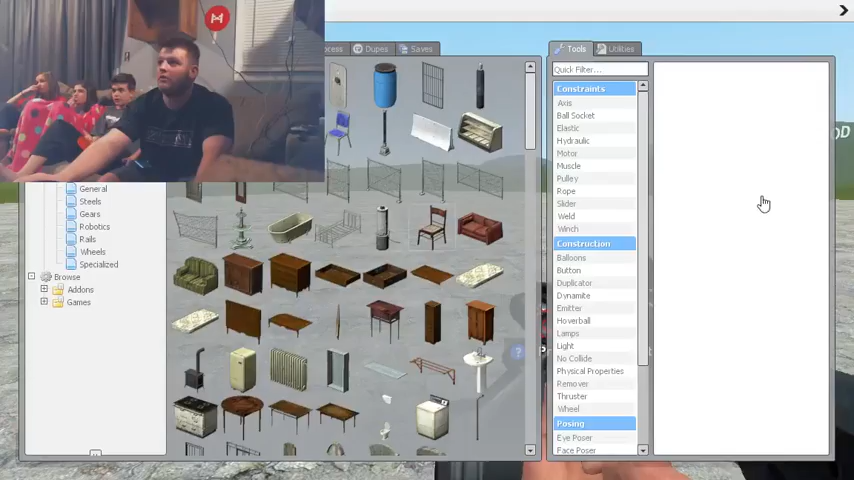 ocess
Dupes
Saves
Tools
Utilities
Quick Filter...
General
Steels
Gears
Robotics
Rails
Wheels
Specialized
Browse
Addons
Games
Constraints
Axis
Ball Socket
Elastic
Hydraulic
Motor
Muscle
Pulley
Rope
Slider
Weld
Winch
Construction
Balloons
Button
Duplicator
Dynamite
Emitter
Hoverball
Lamps
Light
No Collide
Physical Properties
Remover
Thruster
Wheel
Posing
Eye Poser
Face Poser